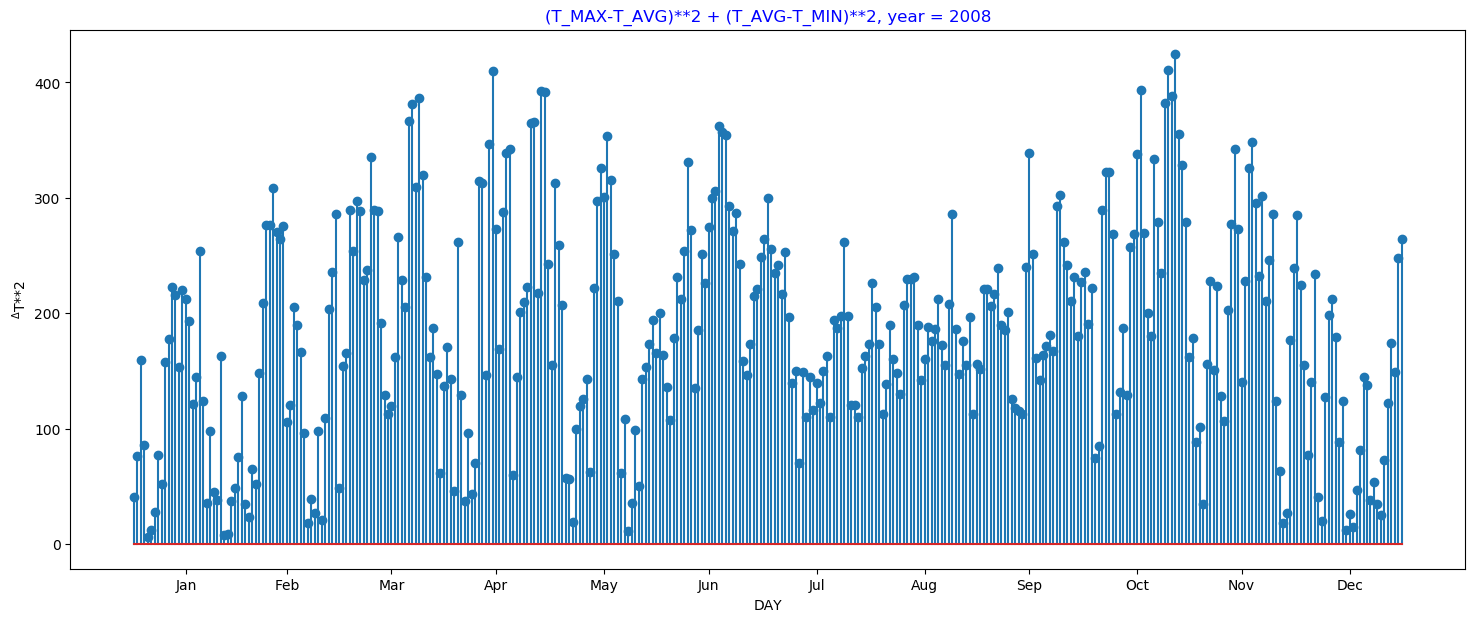 (T_MAX-T_AVG)**2 + (T_AVG-T_MIN)**2, year = 2008
400
300
200
100
0
ΔT**2
Jan Feb Mar Apr May Jun Jul Aug Sep Oct Nov Dec
DAY